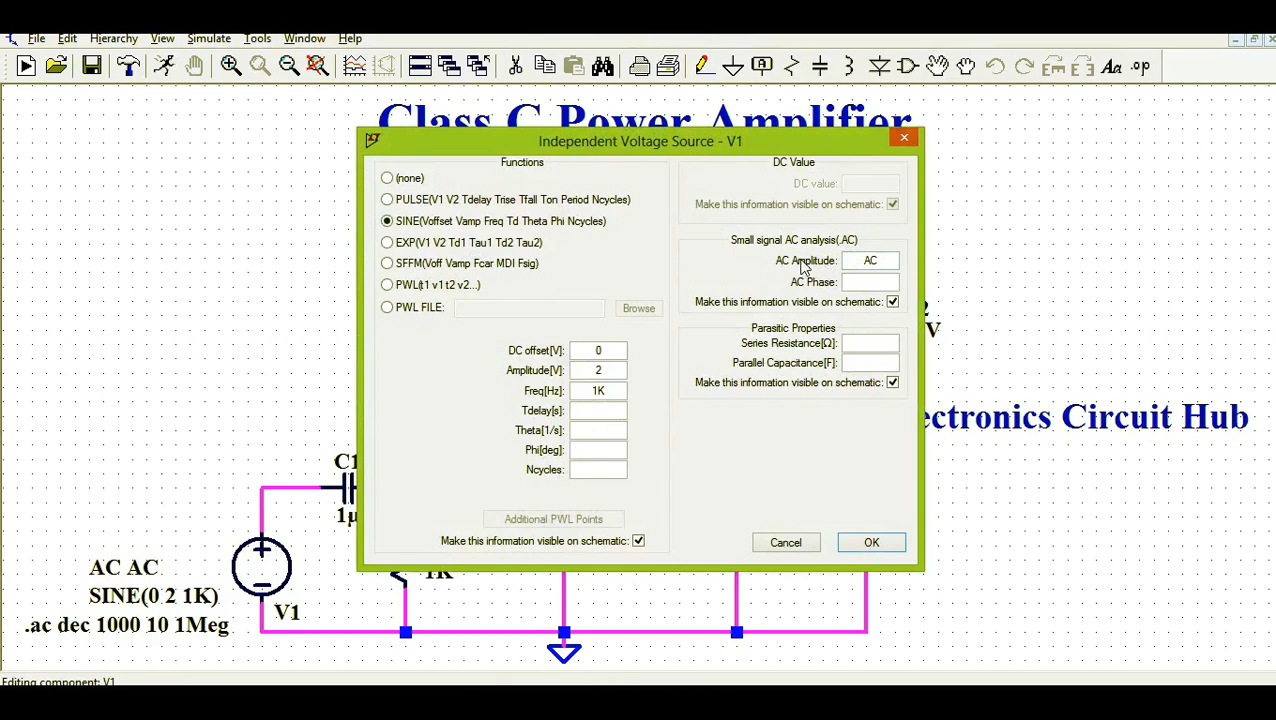 File Edit Hierarchy View Simulate Tools Window Help
Aa .op
Class C Power Amplifier
Independent Voltage Source - V1
Functions
(none)
PULSE(V1 V2 Tdelay Trise Tfall Ton Period Ncycles)
SINE(Voffset Vamp Freq Td Theta Phi Ncycles)
EXP(V1 V2 Td1 Tau1 Td2 Tau2)
SFFM(Voff Vamp Fcar MDI Fsig)
PWL(t1 v1 t2 v2...)
PWL FILE: Browse
DC offset[V]: 0
Amplitude[V]: 2
Freq[Hz]: 1K
Tdelay[s]:
Theta[1/s]:
Phi[deg]:
Ncycles:
Additional PWL Points
Make this information visible on schematic:
DC Value
DC value:
Make this information visible on schematic:
Small signal AC analysis(.AC)
AC Amplitude: AC
AC Phase:
Make this information visible on schematic:
Parasitic Properties
Series Resistance[Ω]:
Parallel Capacitance[F]:
Make this information visible on schematic:
Cancel OK
V
ectronics Circuit Hub
C1
1µ
1K
AC AC
SINE(0 2 1K)
V1
.ac dec 1000 10 1Meg
Editing component: V1